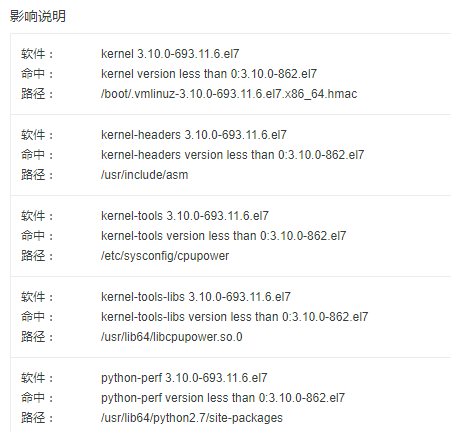 影响说明
软件： kernel 3.10.0-693.11.6.el7
命中： kernel version less than 0:3.10.0-862.el7
路径： /boot/.vmlinuz-3.10.0-693.11.6.el7.x86_64.hmac
软件： kernel-headers 3.10.0-693.11.6.el7
命中： kernel-headers version less than 0:3.10.0-862.el7
路径： /usr/include/asm
软件： kernel-tools 3.10.0-693.11.6.el7
命中： kernel-tools version less than 0:3.10.0-862.el7
路径： /etc/sysconfig/cpupower
软件： kernel-tools-libs 3.10.0-693.11.6.el7
命中： kernel-tools-libs version less than 0:3.10.0-862.el7
路径： /usr/lib64/libcpupower.so.0
软件： python-perf 3.10.0-693.11.6.el7
命中： python-perf version less than 0:3.10.0-862.el7
路径： /usr/lib64/python2.7/site-packages